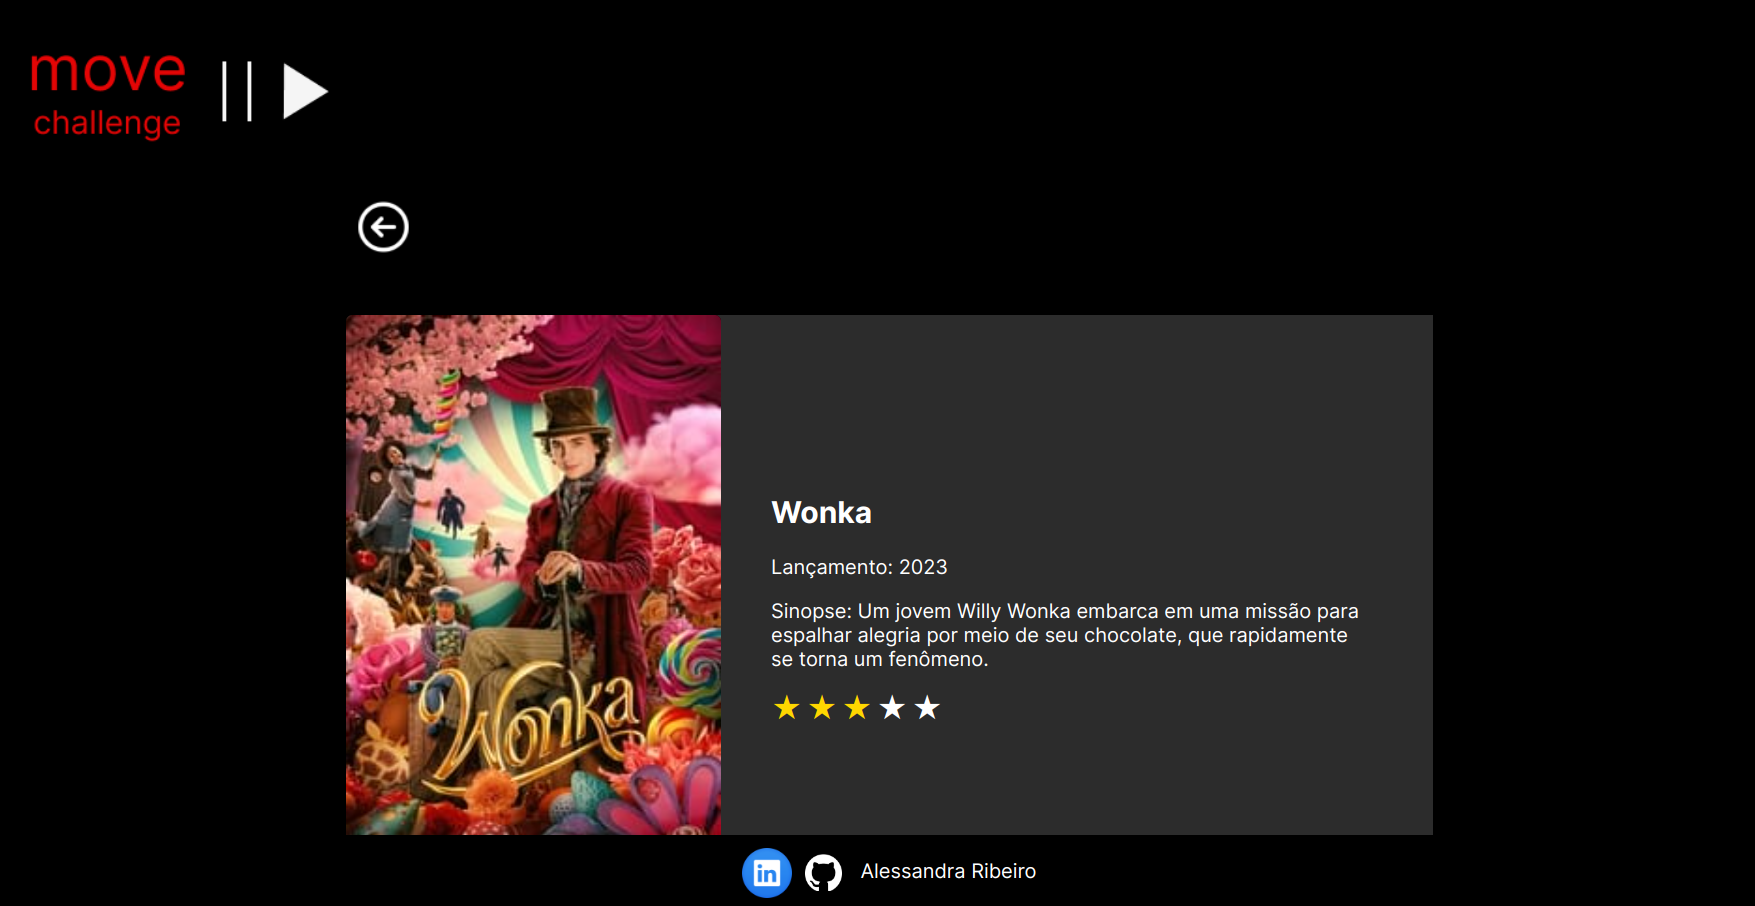 move
challenge
Wonka
Wonka
Lançamento: 2023
Sinopse: Um jovem Willy Wonka embarca em uma missão para
espalhar alegria por meio de seu chocolate, que rapidamente
se torna um fenômeno.
in
Alessandra Ribeiro